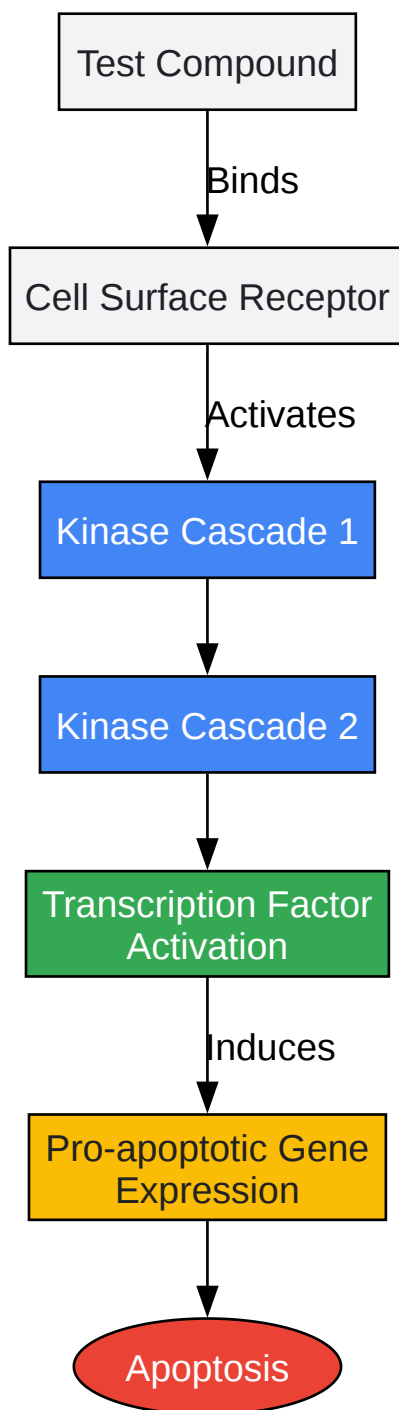 Test Compound
Binds
Cell Surface Receptor
Activates
Kinase Cascade 1
Kinase Cascade 2
Transcription Factor
Activation
Induces
Pro-apoptotic Gene
Expression
Apoptosis